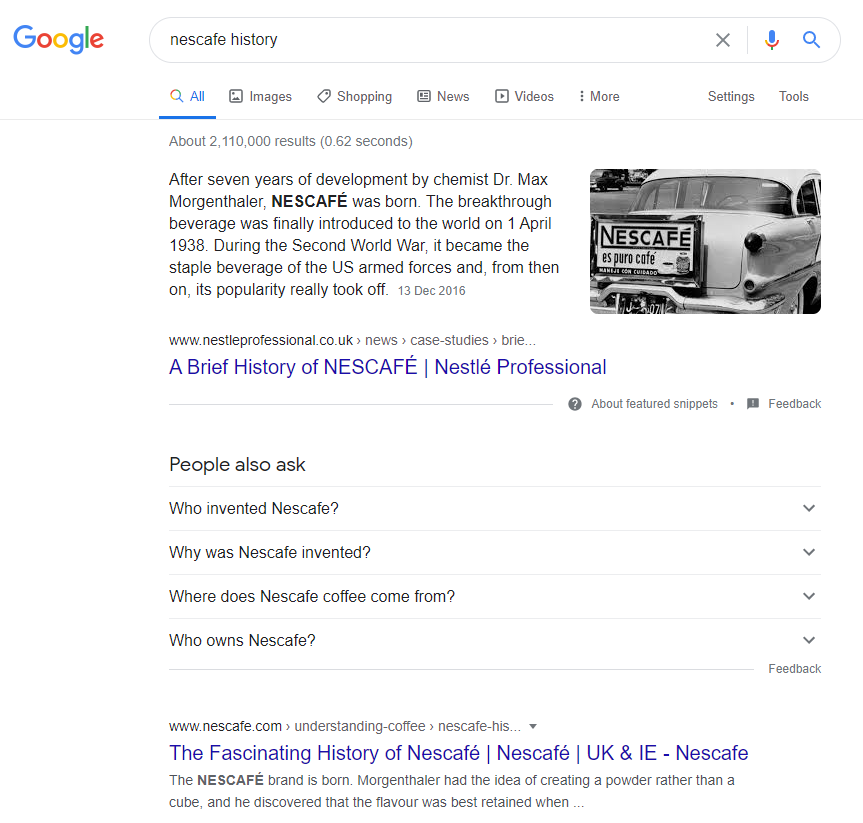 Google
nescafe history
All Images Shopping News Videos More Settings Tools
About 2,110,000 results (0.62 seconds)
After seven years of development by chemist Dr. Max
Morgenthaler, NESCAFÉ was born. The breakthrough
beverage was finally introduced to the world on 1 April
1938. During the Second World War, it became the
staple beverage of the US armed forces and, from then
on, its popularity really took off. 13 Dec 2016
NESCAFÉ
es puro café
MANEJE CON CUIDADO
www.nestleprofessional.co.uk › news › case-studies › brie...
A Brief History of NESCAFÉ | Nestlé Professional
About featured snippets • Feedback
People also ask
Who invented Nescafe?
Why was Nescafe invented?
Where does Nescafe coffee come from?
Who owns Nescafe?
Feedback
www.nescafe.com › understanding-coffee › nescafe-his...
The Fascinating History of Nescafé | Nescafé | UK & IE - Nescafe
The NESCAFÉ brand is born. Morgenthaler had the idea of creating a powder rather than a
cube, and he discovered that the flavour was best retained when ...